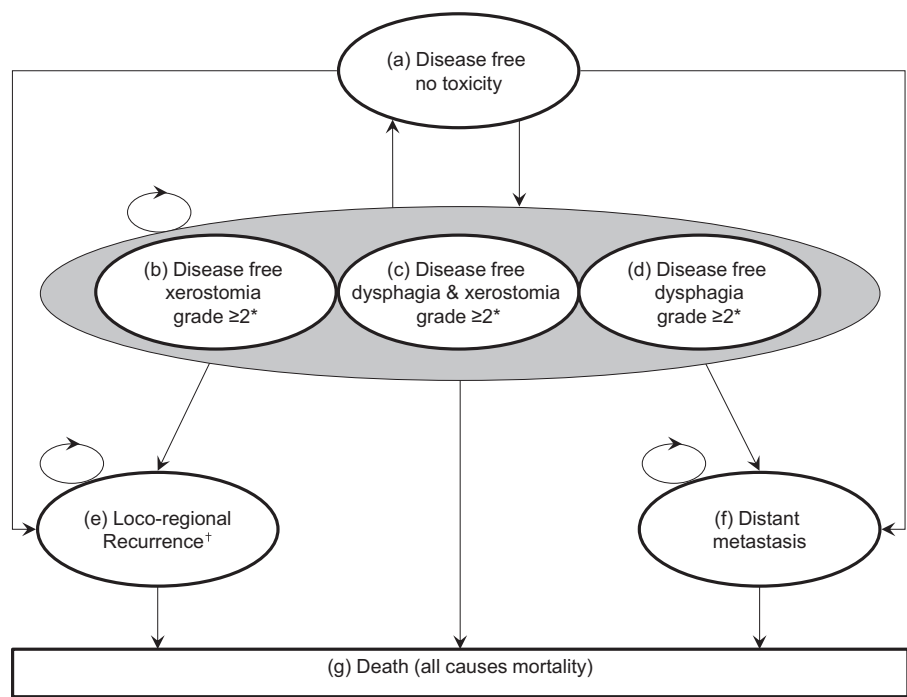 (a) Disease free
no toxicity
(b) Disease free
xerostomia
grade ≥2*
(c) Disease free
dysphagia & xerostomia
grade ≥2*
(d) Disease free
dysphagia
grade ≥2*
(e) Loco-regional
Recurrence†
(f) Distant
metastasis
(g) Death (all causes mortality)